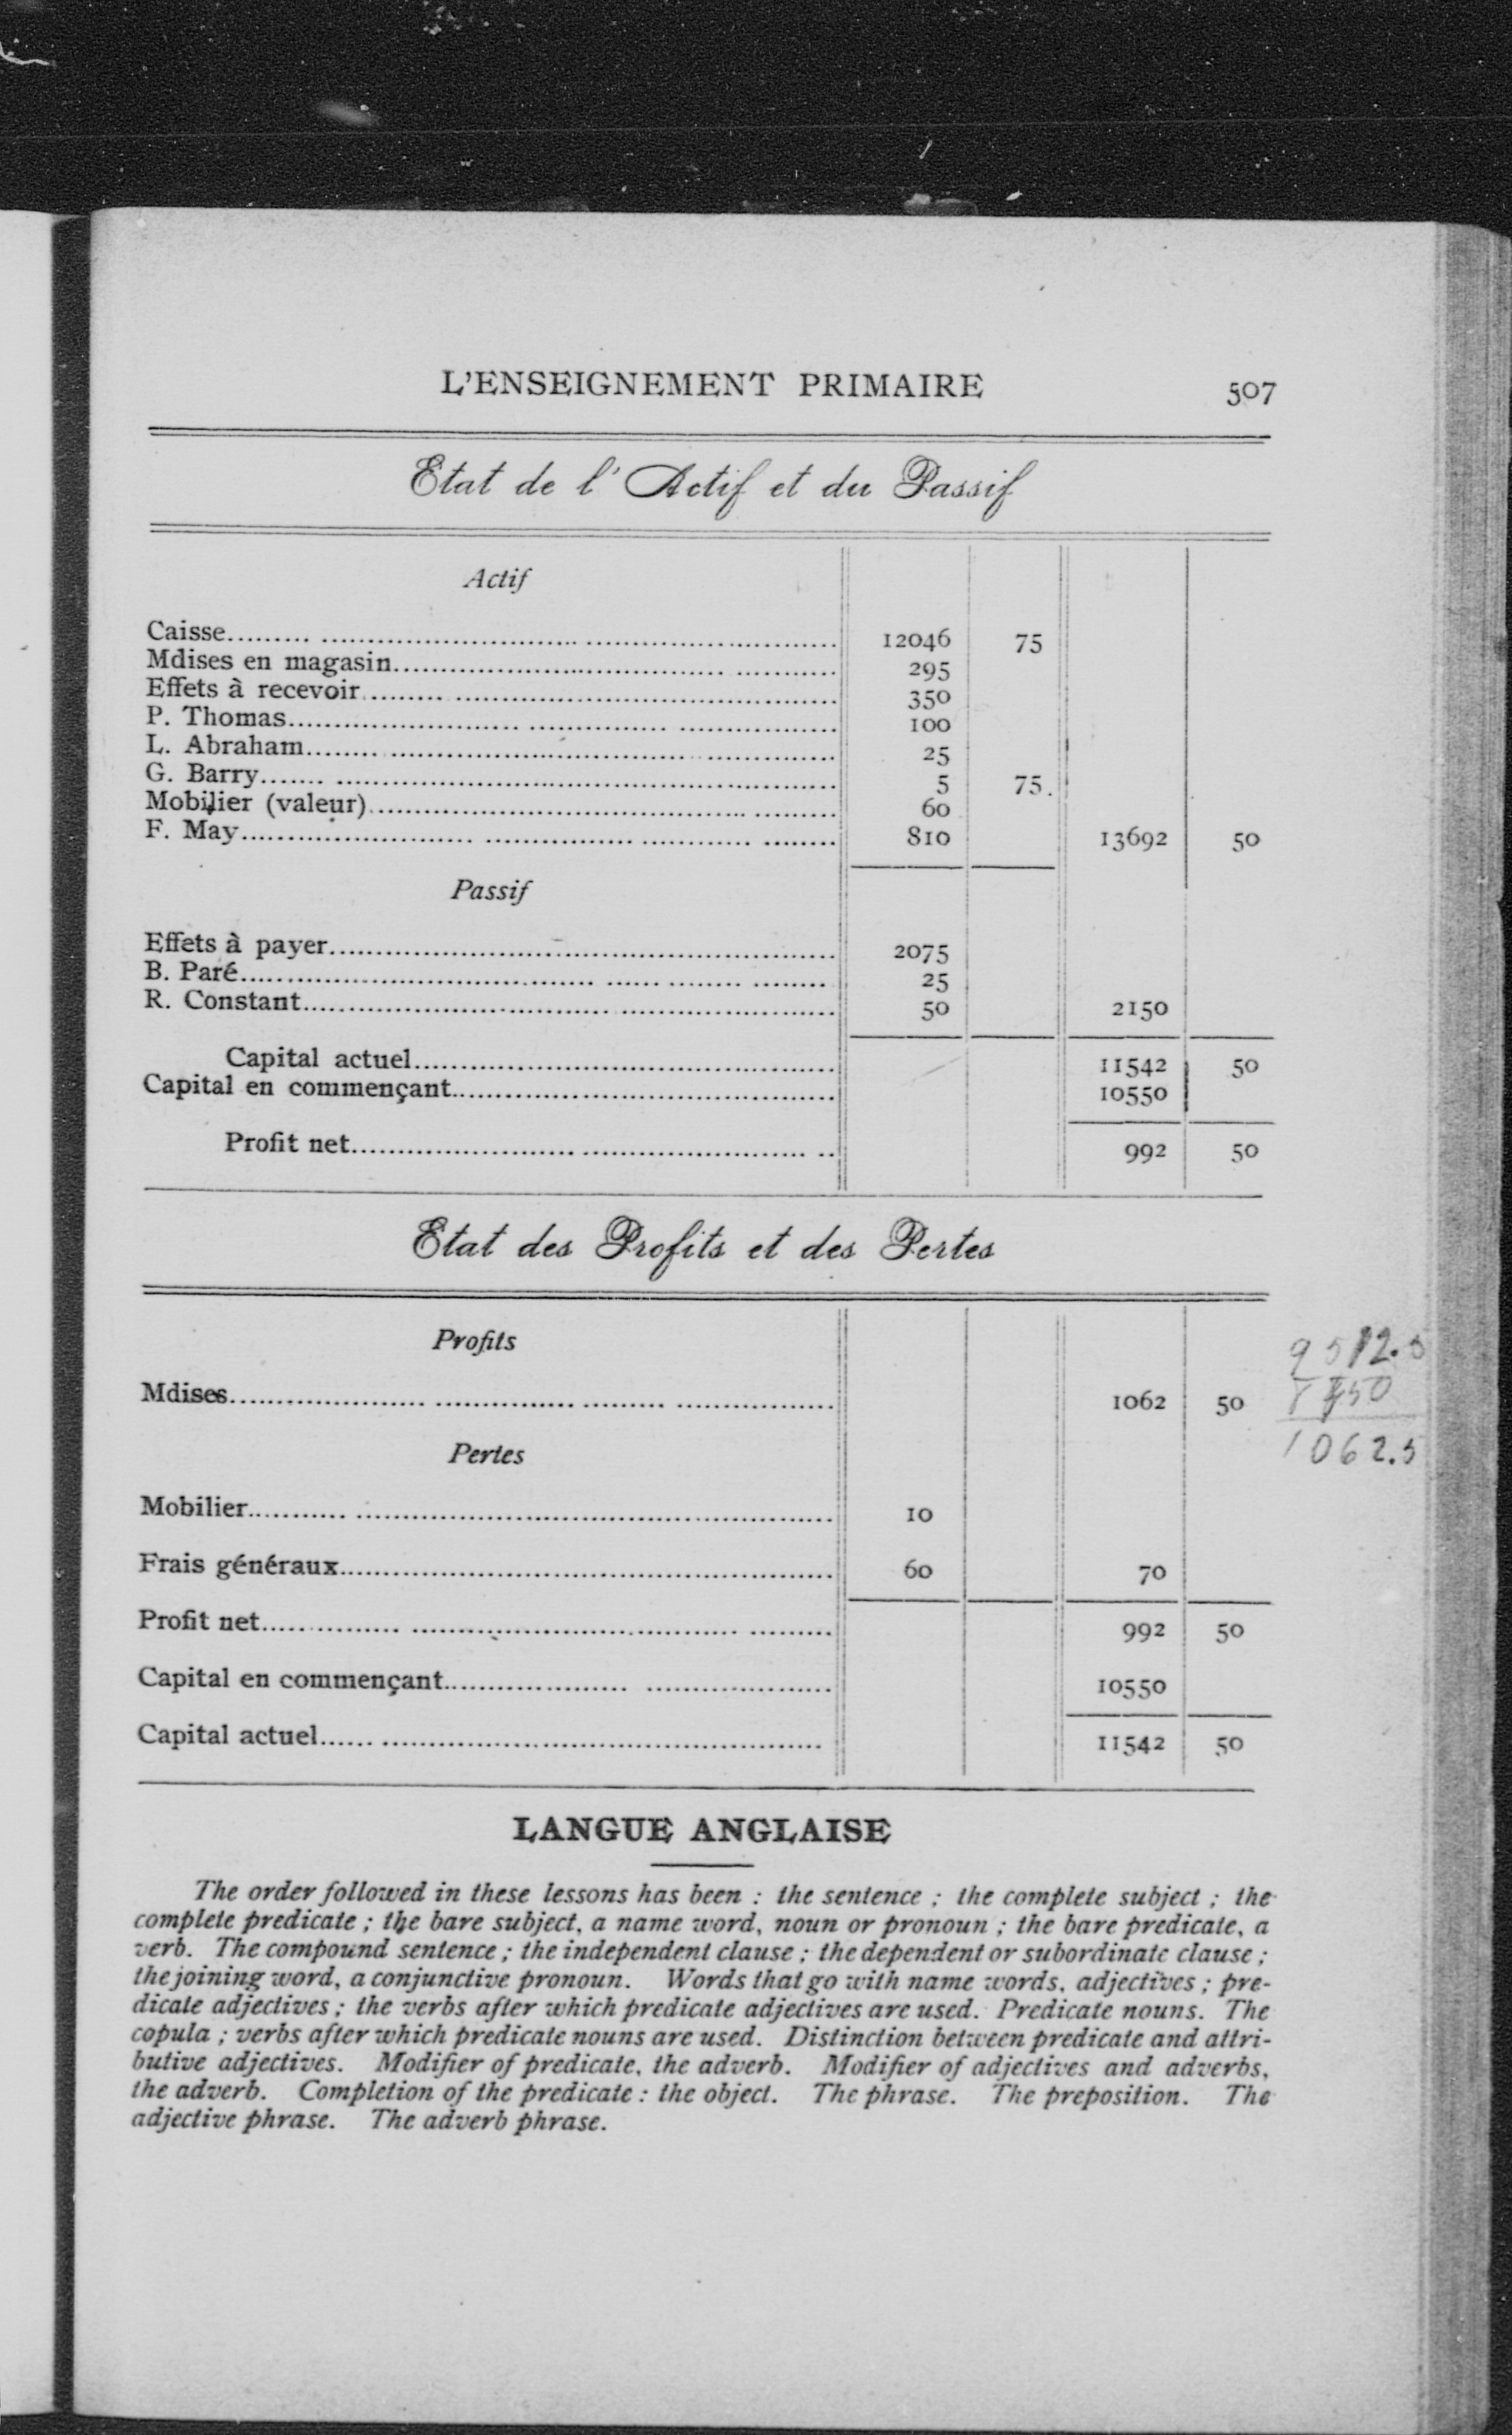 L'ENSEIGNEMENT PRIMAIRE 507
Etat de l'Actif et du Passif
Actif
Caisse 12046 75
Mdises en magasin 295
Effets à recevoir 350
P. Thomas 100
L. Abraham 25
G. Barry 5 75.
Mobilier (valeur) 60
F. May 810 13692 50
Passif
Effets à payer 2075
B. Paré 25
R. Constant 50 2150
Capital actuel 11542 50
Capital en commençant 10550
Profit net 992 50
Etat des Profits et des Pertes
Profits
9512.5
Mdises 1062 50
1062.5
Pertes
Mobilier 10
Frais généraux 60 70
Profit net 992 50
Capital en commençant 10550
Capital actuel 11542 50
LANGUE ANGLAISE
The order followed in these lessons has been : the sentence ; the complete subject ; the
complete predicate ; the bare subject, a name word, noun or pronoun ; the bare predicate, a
verb. The compound sentence ; the independent clause ; the dependent or subordinate clause ;
the joining word, a conjunctive pronoun. Words that go with name words, adjectives ; pre-
dicate adjectives ; the verbs after which predicate adjectives are used. Predicate nouns. The
copula ; verbs after which predicate nouns are used. Distinction between predicate and attri-
butive adjectives. Modifier of predicate, the adverb. Modifier of adjectives and adverbs,
the adverb. Completion of the predicate : the object. The phrase. The preposition. The
adjective phrase. The adverb phrase.